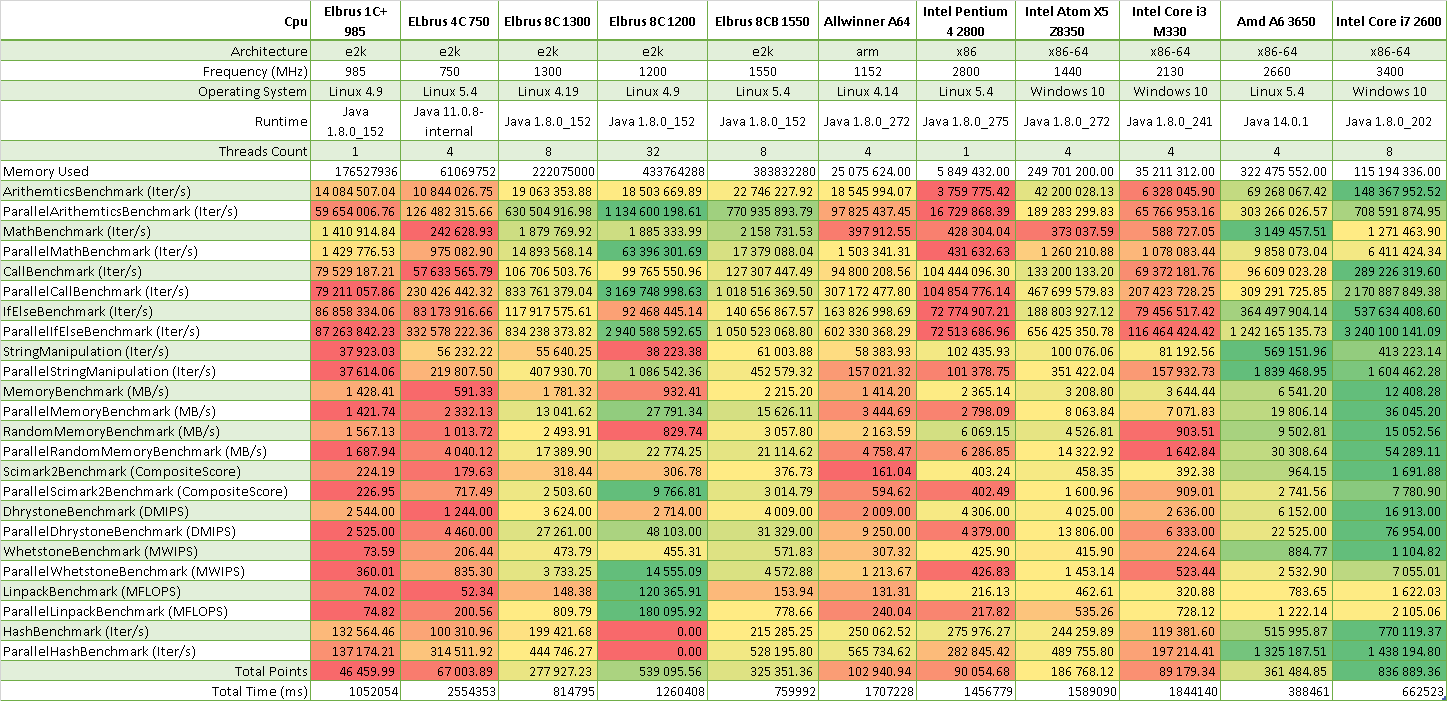 Cpu Elbrus 1C+ 985 ELbrus 4C 750 Elbrus 8C 1300 Elbrus 8C 1200 Elbrus 8CB 1550 Allwinner A64 Intel Pentium 4 2800 Intel Atom X5 Z8350 Intel Core i3 M330 Amd A6 3650 Intel Core i7 2600
Architecture e2k e2k e2k e2k e2k arm x86 x86-64 x86-64 x86-64 x86-64
Frequency (MHz) 985 750 1300 1200 1550 1152 2800 1440 2130 2660 3400
Operating System Linux 4.9 Linux 5.4 Linux 4.19 Linux 4.9 Linux 5.4 Linux 4.14 Linux 5.4 Windows 10 Windows 10 Linux 5.4 Windows 10
Runtime Java 1.8.0_152 Java 11.0.8-internal Java 1.8.0_152 Java 1.8.0_152 Java 1.8.0_152 Java 1.8.0_272 Java 1.8.0_275 Java 1.8.0_272 Java 1.8.0_241 Java 14.0.1 Java 1.8.0_202
Threads Count 1 4 8 32 8 4 1 4 4 4 8
Memory Used 176527936 61069752 222075000 433764288 383832280 25 075 624.00 5 849 432.00 249 701 200.00 35 211 312.00 322 475 552.00 115 194 336.00
ArithemticsBenchmark (Iter/s) 14 084 507.04 10 844 026.75 19 063 353.88 18 503 669.89 22 746 227.92 18 545 994.07 3 759 775.42 42 200 028.13 6 328 045.90 69 268 067.42 148 367 952.52
ParallelArithemticsBenchmark (Iter/s) 59 654 006.76 126 482 315.66 630 504 916.98 1 134 600 198.61 770 935 893.79 97 825 437.45 16 729 868.39 189 283 299.83 65 766 953.16 303 266 026.57 708 591 874.95
MathBenchmark (Iter/s) 1 410 914.84 242 628.93 1 879 769.92 1 885 333.99 2 158 731.53 397 912.55 428 304.04 373 037.59 588 727.05 3 149 457.51 1 271 463.90
ParallelMathBenchmark (Iter/s) 1 429 776.53 975 082.90 14 893 568.14 63 396 301.69 17 379 088.04 1 503 341.31 431 632.63 1 260 210.88 1 078 083.44 9 858 073.04 6 411 424.34
CallBenchmark (Iter/s) 79 529 187.21 57 633 565.79 106 706 503.76 99 765 550.96 127 307 447.49 94 800 208.56 104 444 096.30 133 200 133.20 69 372 181.76 96 609 023.28 289 226 319.60
ParallelCallBenchmark (Iter/s) 79 211 057.86 230 426 442.32 833 761 379.04 3 169 748 998.63 1 018 516 369.50 307 172 477.80 104 854 776.14 467 699 579.83 207 423 728.25 309 291 725.85 2 170 887 849.38
IfElseBenchmark (Iter/s) 86 858 334.06 83 173 916.66 117 917 575.61 92 468 445.14 140 656 867.57 163 826 998.69 72 774 907.21 188 803 927.12 79 456 517.42 364 497 904.14 537 634 408.60
ParallelIfElseBenchmark (Iter/s) 87 263 842.23 332 578 222.36 834 238 373.82 2 940 588 592.65 1 050 523 068.80 602 330 368.29 72 513 686.96 656 425 350.78 116 464 424.42 1 242 165 135.73 3 240 100 141.09
StringManipulation (Iter/s) 37 923.03 56 232.22 55 640.25 38 223.38 61 003.88 58 383.93 102 435.93 100 076.06 81 192.56 569 151.96 413 223.14
ParallelStringManipulation (Iter/s) 37 614.06 219 807.50 407 930.70 1 086 542.36 452 579.32 157 021.32 101 378.75 351 422.04 157 932.73 1 839 468.95 1 604 462.28
MemoryBenchmark (MB/s) 1 428.41 591.33 1 781.32 932.41 2 215.20 1 414.20 2 365.14 3 208.80 3 644.44 6 541.20 12 408.28
ParallelMemoryBenchmark (MB/s) 1 421.74 2 332.13 13 041.62 27 791.34 15 626.11 3 444.69 2 798.09 8 063.84 7 071.83 19 806.14 36 045.20
RandomMemoryBenchmark (MB/s) 1 567.13 1 013.72 2 493.91 829.74 3 057.80 2 163.59 6 069.15 4 526.81 903.51 9 502.81 15 052.56
ParallelRandomMemoryBenchmark (MB/s) 1 687.94 4 040.12 17 389.90 22 774.25 21 114.62 4 758.47 6 286.85 14 322.92 1 642.84 30 308.64 54 289.11
Scimark2Benchmark (CompositeScore) 224.19 179.63 318.44 306.78 376.73 161.04 403.24 458.35 392.38 964.15 1 691.88
ParallelScimark2Benchmark (CompositeScore) 226.95 717.49 2 503.60 9 766.81 3 014.79 594.62 402.49 1 600.96 909.01 2 741.56 7 780.90
DhrystoneBenchmark (DMIPS) 2 544.00 1 244.00 3 624.00 2 714.00 4 009.00 2 009.00 4 306.00 4 025.00 2 636.00 6 152.00 16 913.00
ParallelDhrystoneBenchmark (DMIPS) 2 525.00 4 460.00 27 261.00 48 103.00 31 329.00 9 250.00 4 379.00 13 806.00 6 333.00 22 525.00 76 954.00
WhetstoneBenchmark (MWIPS) 73.59 206.44 473.79 455.31 571.83 307.32 425.90 415.90 224.64 884.77 1 104.82
ParallelWhetstoneBenchmark (MWIPS) 360.01 835.30 3 733.25 14 555.09 4 572.88 1 213.67 426.83 1 453.14 523.44 2 532.90 7 055.01
LinpackBenchmark (MFLOPS) 74.02 52.34 148.38 120 365.91 153.94 131.31 216.13 462.61 320.88 783.65 1 622.03
ParallelLinpackBenchmark (MFLOPS) 74.82 200.56 809.79 180 095.92 778.66 240.04 217.82 535.26 728.12 1 222.14 2 105.06
HashBenchmark (Iter/s) 132 564.46 100 310.96 199 421.68 0.00 215 285.25 250 062.52 275 976.27 244 259.89 119 381.60 515 995.87 770 119.37
ParallelHashBenchmark (Iter/s) 137 174.21 314 511.92 444 746.27 0.00 528 195.80 565 734.62 282 845.42 489 755.80 197 214.41 1 325 187.51 1 438 194.80
Total Points 46 459.99 67 003.89 277 927.23 539 095.56 325 351.36 102 940.94 90 054.68 186 768.12 89 179.34 361 484.85 836 889.36
Total Time (ms) 1052054 2554353 814795 1260408 759992 1707228 1456779 1589090 1844140 388461 662523